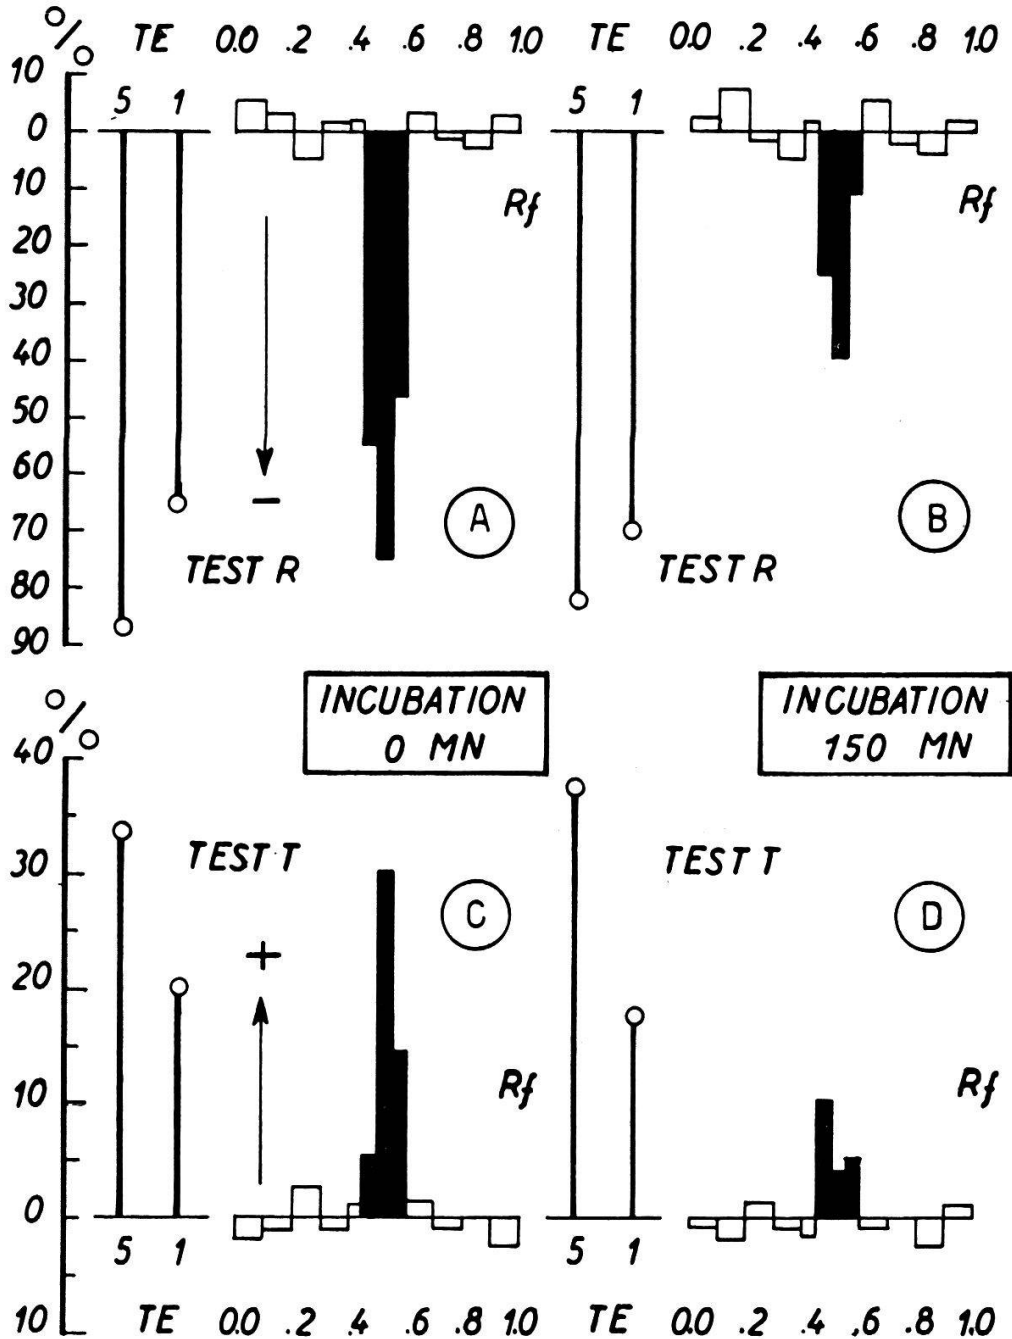 % TE 0.0 .2 .4 .6 .8 1.0 TE 0.0 .2 .4 .6 .8 1.0
10
5 1 5 1
0
10 Rf Rf
20
30
40
50
60
– A B
70
TEST R TEST R
80
90
% INCUBATION INCUBATION
40 0 MN 150 MN
TEST T TEST T
30
C D
+
20
10 Rf Rf
0
5 1 5 1
10 TE 0.0 .2 .4 .6 .8 1.0 TE 0.0 .2 .4 .6 .8 1.0